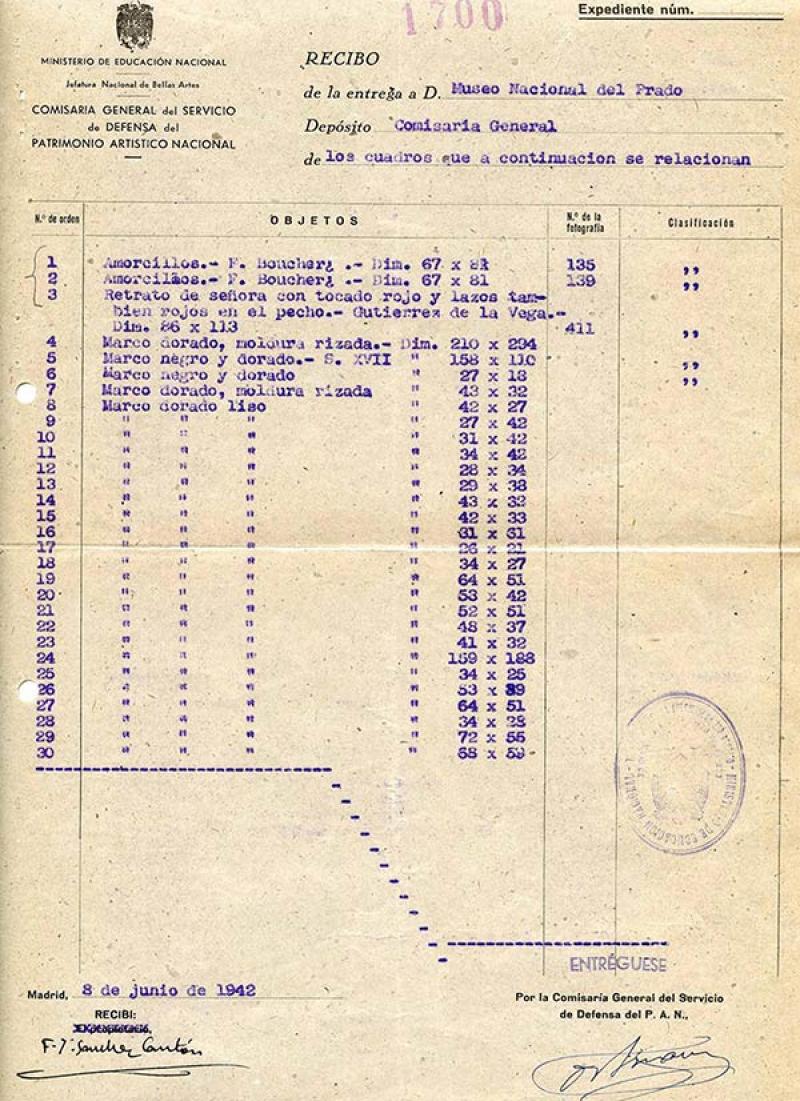 1700
Expediente núm.
MINISTERIO DE EDUCACIÓN NACIONAL
Jefatura Nacional de Bellas Artes
COMISARIA GENERAL del SERVICIO
de DEFENSA del
PATRIMONIO ARTISTICO NACIONAL
RECIBO
de la entrega a D. Museo Nacional del Prado
Depósito Comisaria General
de los cuadros que a continuacion se relacionan
N.º de orden OBJETOS N.º de la fotografía Clasificación
1 Amorcillos.- F. Boucher .- Dim. 67 x 81 135 "
2 Amorcillos.- F. Boucher .- Dim. 67 x 81 139 "
3 Retrato de señora con tocado rojo y lazos tam-
bien rojos en el pecho.- Gutierrez de la Vega.-
Dim. 86 x 113 411 "
4 Marco dorado, moldura rizada.- Dim. 210 x 294
5 Marco negro y dorado.- S. XVII " 158 x 110 "
6 Marco negro y dorado " 27 x 18 "
7 Marco dorado, moldura rizada " 43 x 32
8 Marco dorado liso " 42 x 27
9 " " " " 27 x 42
10 " " " " 31 x 42
11 " " " " 34 x 42
12 " " " " 28 x 34
13 " " " " 29 x 38
14 " " " " 43 x 32
15 " " " " 42 x 33
16 " " " " 31 x 31
17 " " " " 26 x 21
18 " " " " 34 x 27
19 " " " " 64 x 51
20 " " " " 53 x 42
21 " " " " 52 x 51
22 " " " " 48 x 37
23 " " " " 41 x 32
24 " " " " 159 x 188
25 " " " " 34 x 25
26 " " " " 53 x 39
27 " " " " 64 x 51
28 " " " " 34 x 28
29 " " " " 72 x 55
30 " " " " 68 x 59
ENTRÉGUESE
Madrid, 8 de junio de 1942
RECIBI:
F. J. Sanchez Cantón
Por la Comisaría General del Servicio
de Defensa del P. A. N.,